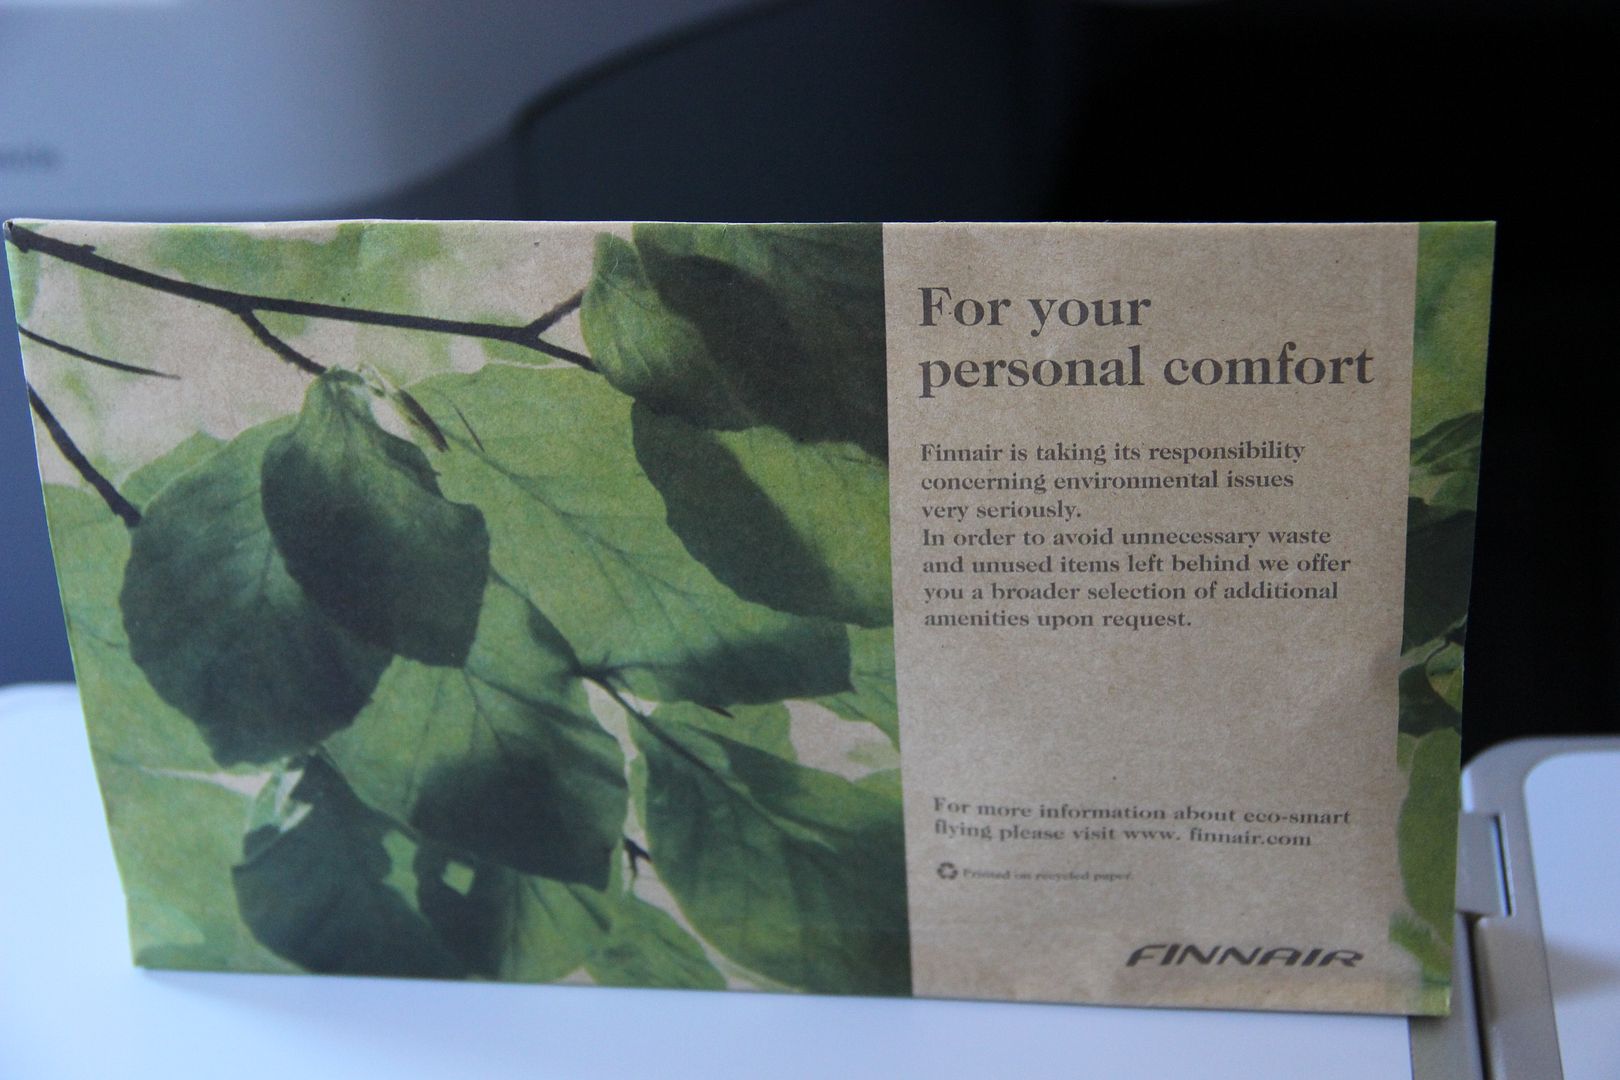 For your
personal comfort
Finnair is taking its responsibility
concerning environmental issues
very seriously.
In order to avoid unnecessary waste
and unused items left behind we offer
you a broader selection of additional
amenities upon request.
For more information about eco-smart
flying please visit www. finnair.com
Printed on recycled paper.
FINNAIR